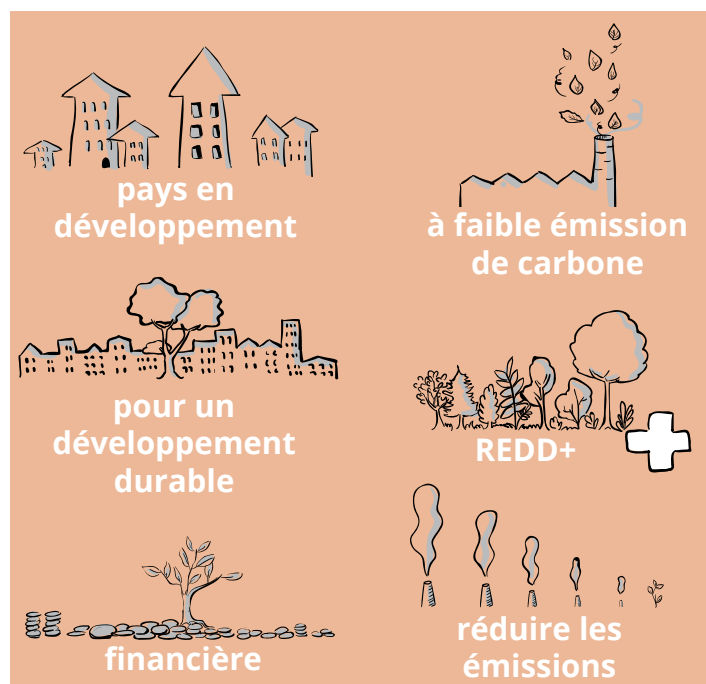 pays en
développement
à faible émission
de carbone
pour un
développement
durable
REDD+
financière
réduire les
émissions